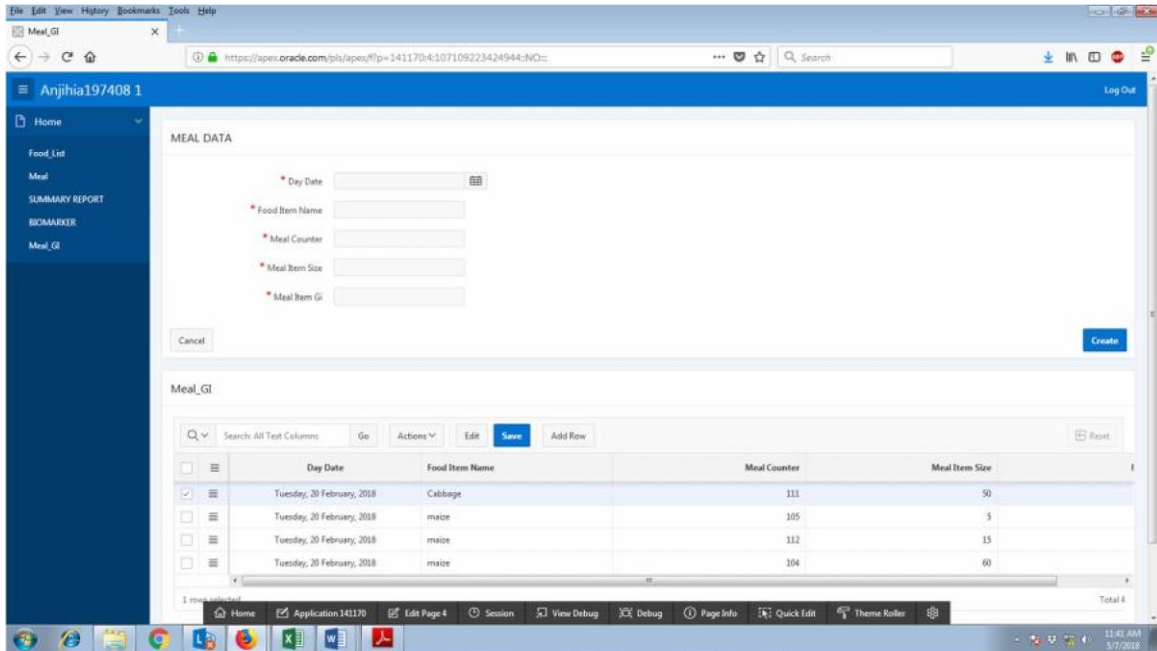 File Edit View History Bookmarks Tools Help
Meal_GI
https://apex.oracle.com/pls/apex/f?p=141170:4:107109223424944::NO:::
Search
Anjihia197408 1
Log Out
Home
Food_List
Meal
SUMMARY REPORT
BIOMARKER
Meal_GI
MEAL DATA
* Day Date
* Food Item Name
* Meal Counter
* Meal Item Size
* Meal Item Gi
Cancel Create
Meal_GI
Search: All Text Columns Go Actions Edit Save Add Row Reset
Day Date Food Item Name Meal Counter Meal Item Size
Tuesday, 20 February, 2018 Cabbage 111 50
Tuesday, 20 February, 2018 maize 105 5
Tuesday, 20 February, 2018 maize 112 15
Tuesday, 20 February, 2018 maize 104 60
1 rows selected Total 4
Home Application 141170 Edit Page 4 Session View Debug Debug Page Info Quick Edit Theme Roller
11:41 AM
5/7/2018